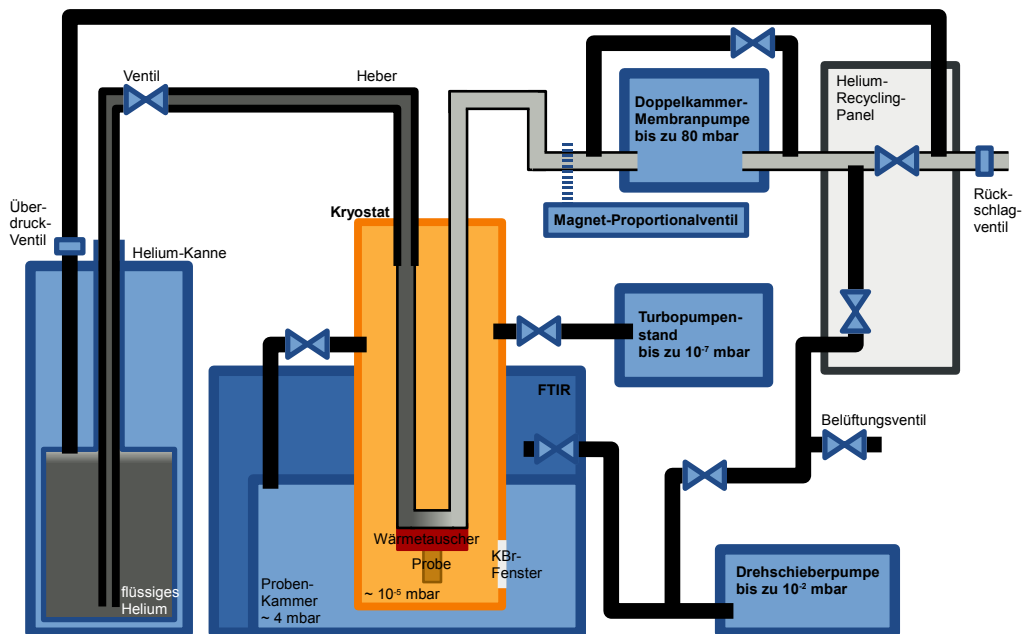 Ventil
Heber
Doppelkammer-
Membranpumpe
bis zu 80 mbar
Helium-
Recycling-
Panel
Über-
druck-
Ventil
Helium-Kanne
Kryostat
Magnet-Proportionalventil
Rück-
schlag-
ventil
Turbopumpen-
stand
bis zu 10⁻⁷ mbar
FTIR
Belüftungsventil
Wärmetauscher
Probe
KBr-
Fenster
flüssiges
Helium
Proben-
Kammer
~ 4 mbar
~ 10⁻⁵ mbar
Drehschieberpumpe
bis zu 10⁻² mbar